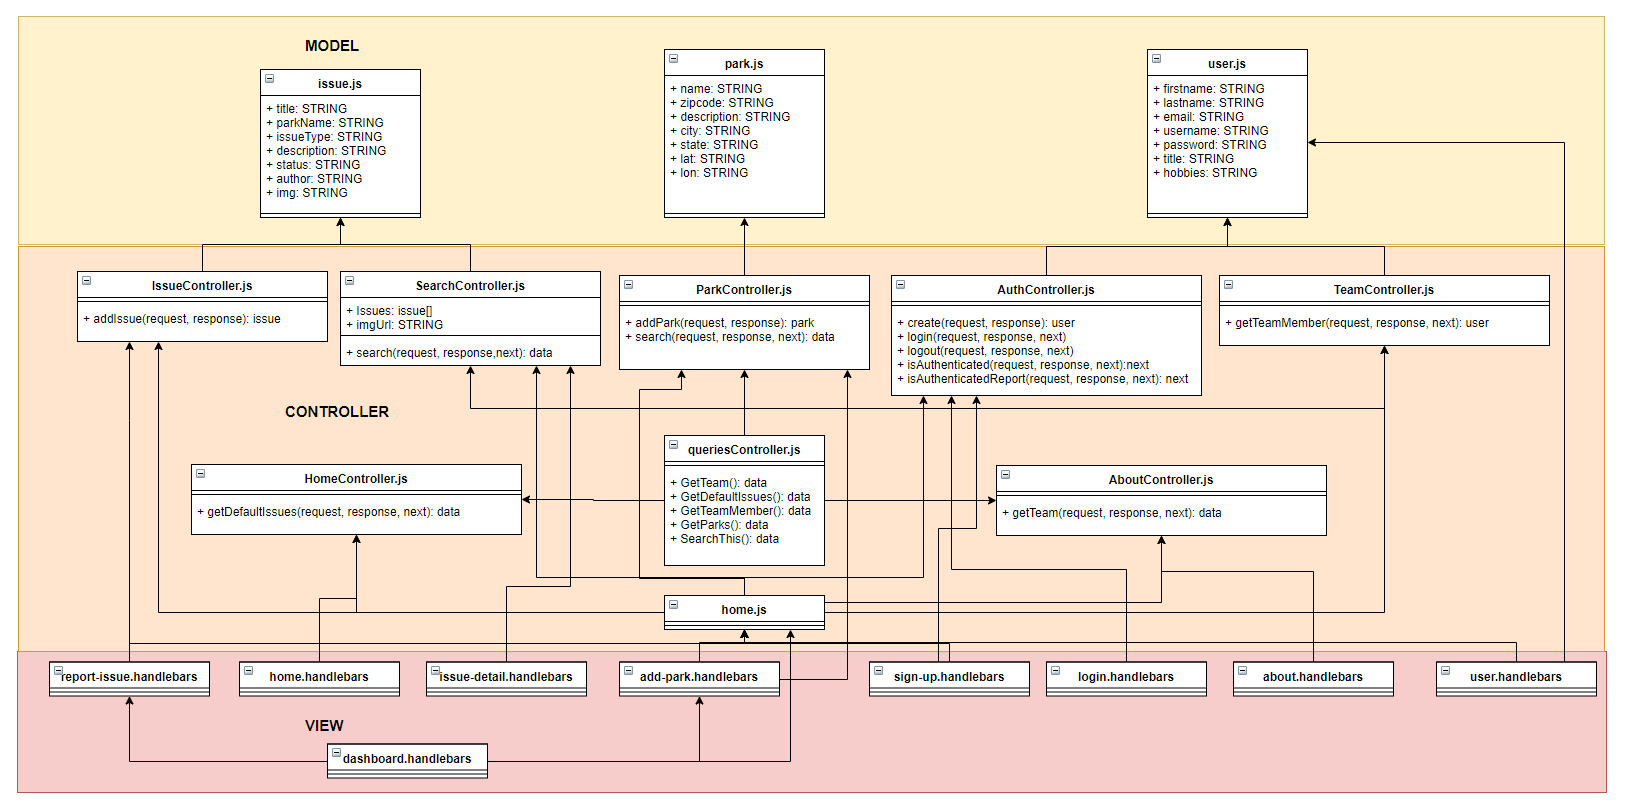 MODEL
issue.js
+ title: STRING
+ parkName: STRING
+ issueType: STRING
+ description: STRING
+ status: STRING
+ author: STRING
+ img: STRING
park.js
+ name: STRING
+ zipcode: STRING
+ description: STRING
+ city: STRING
+ state: STRING
+ lat: STRING
+ lon: STRING
user.js
+ firstname: STRING
+ lastname: STRING
+ email: STRING
+ username: STRING
+ password: STRING
+ title: STRING
+ hobbies: STRING
IssueController.js
+ addIssue(request, response): issue
SearchController.js
+ Issues: issue[]
+ imgUrl: STRING
+ search(request, response,next): data
ParkController.js
+ addPark(request, response): park
+ search(request, response, next): data
AuthController.js
+ create(request, response): user
+ login(request, response, next)
+ logout(request, response, next)
+ isAuthenticated(request, response, next):next
+ isAuthenticatedReport(request, response, next): next
TeamController.js
+ getTeamMember(request, response, next): user
CONTROLLER
HomeController.js
+ getDefaultIssues(request, response, next): data
queriesController.js
+ GetTeam(): data
+ GetDefaultIssues(): data
+ GetTeamMember(): data
+ GetParks(): data
+ SearchThis(): data
AboutController.js
+ getTeam(request, response, next): data
home.js
report-issue.handlebars
home.handlebars
issue-detail.handlebars
add-park.handlebars
sign-up.handlebars
login.handlebars
about.handlebars
user.handlebars
VIEW
dashboard.handlebars